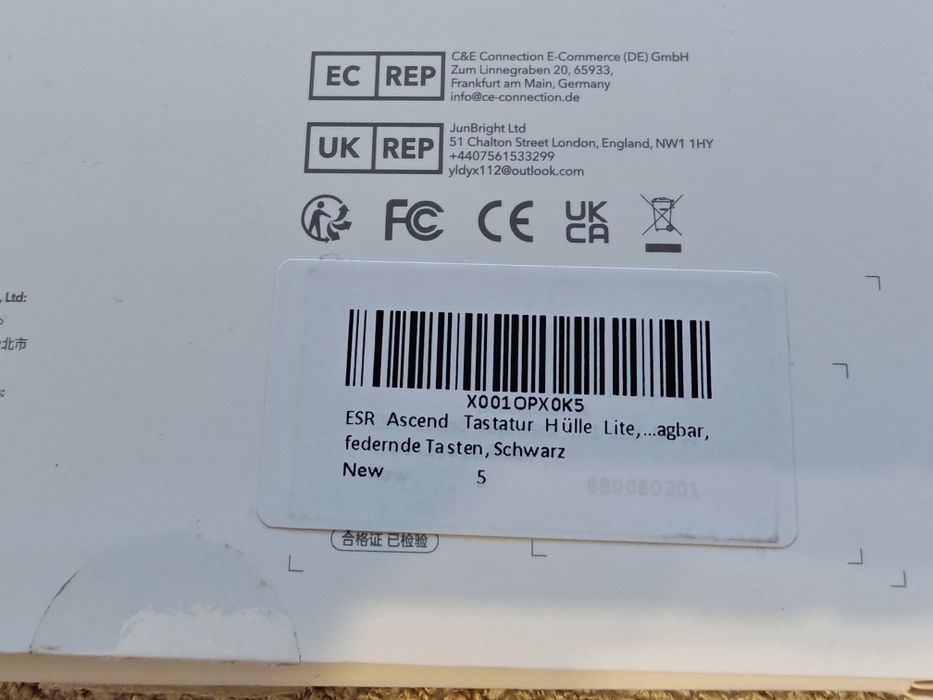 EC REP
C&E Connection E-Commerce (DE) GmbH
Zum Linnegraben 20, 65933,
Frankfurt am Main, Germany
info@ce-connection.de
UK REP
JunBright Ltd
51 Chalton Street London, England, NW1 1HY
+4407561533299
yldyx112@outlook.com
FC CE UK CA
, Ltd:
北市
X001OPX0K5
ESR Ascend Tastatur Hülle Lite,...agbar,
federnde Tasten, Schwarz
New 5
680080201
合格证 已检验